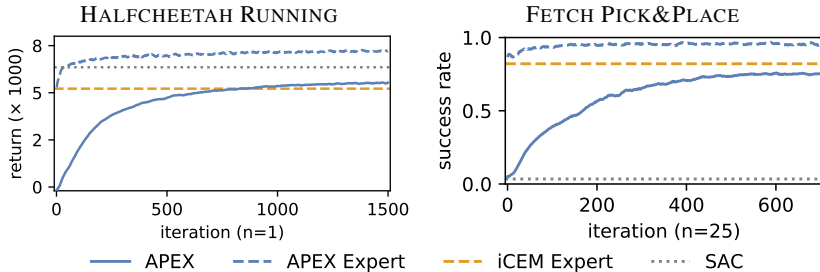 HALFCHEETAH RUNNING
return (× 1000)
8
5
2
0
0
500
1000
1500
iteration (n=1)
FETCH PICK&PLACE
success rate
1.0
0.5
0.0
0
200
400
600
iteration (n=25)
APEX
APEX Expert
iCEM Expert
SAC